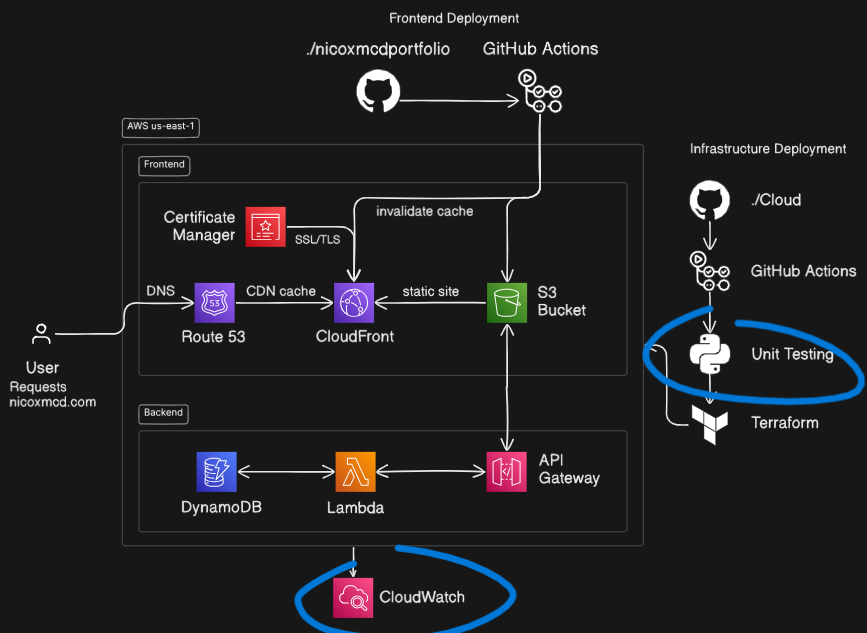 Frontend Deployment
./nicoxmcdportfolio
GitHub Actions
AWS us-east-1
Frontend
Infrastructure Deployment
./Cloud
GitHub Actions
Unit Testing
Terraform
invalidate cache
Certificate
Manager
SSL/TLS
DNS
53
Route 53
CDN cache
CloudFront
static site
S3
Bucket
User
Requests
nicoxmcd.com
Backend
DynamoDB
Lambda
API
Gateway
CloudWatch